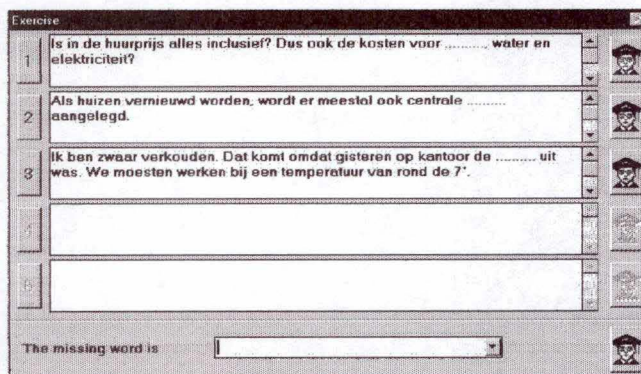 Exercise
1
Is in de huurprijs alles inclusief? Dus ook de kosten voor .......... water en
elektriciteit?
2
Als huizen vernieuwd worden, wordt er meestal ook centrale ..........
aangelegd.
3
Ik ben zwaar verkouden. Dat komt omdat gisteren op kantoor de .......... uit
was. We moesten werken bij een temperatuur van rond de 7°.
4
The missing word is